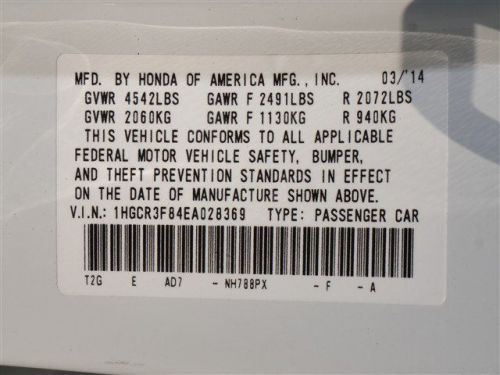 MFD. BY HONDA OF AMERICA MFG., INC. 03/'14
GVWR 4542LBS GAWR F 2491LBS R 2072LBS
GVWR 2060KG GAWR F 1130KG R 940KG
THIS VEHICLE CONFORMS TO ALL APPLICABLE
FEDERAL MOTOR VEHICLE SAFETY, BUMPER,
AND THEFT PREVENTION STANDARDS IN EFFECT
ON THE DATE OF MANUFACTURE SHOWN ABOVE.
V.I.N.: 1HGCR3F84EA028369 TYPE: PASSENGER CAR
T2G E AD7 - NH788PX - F - A